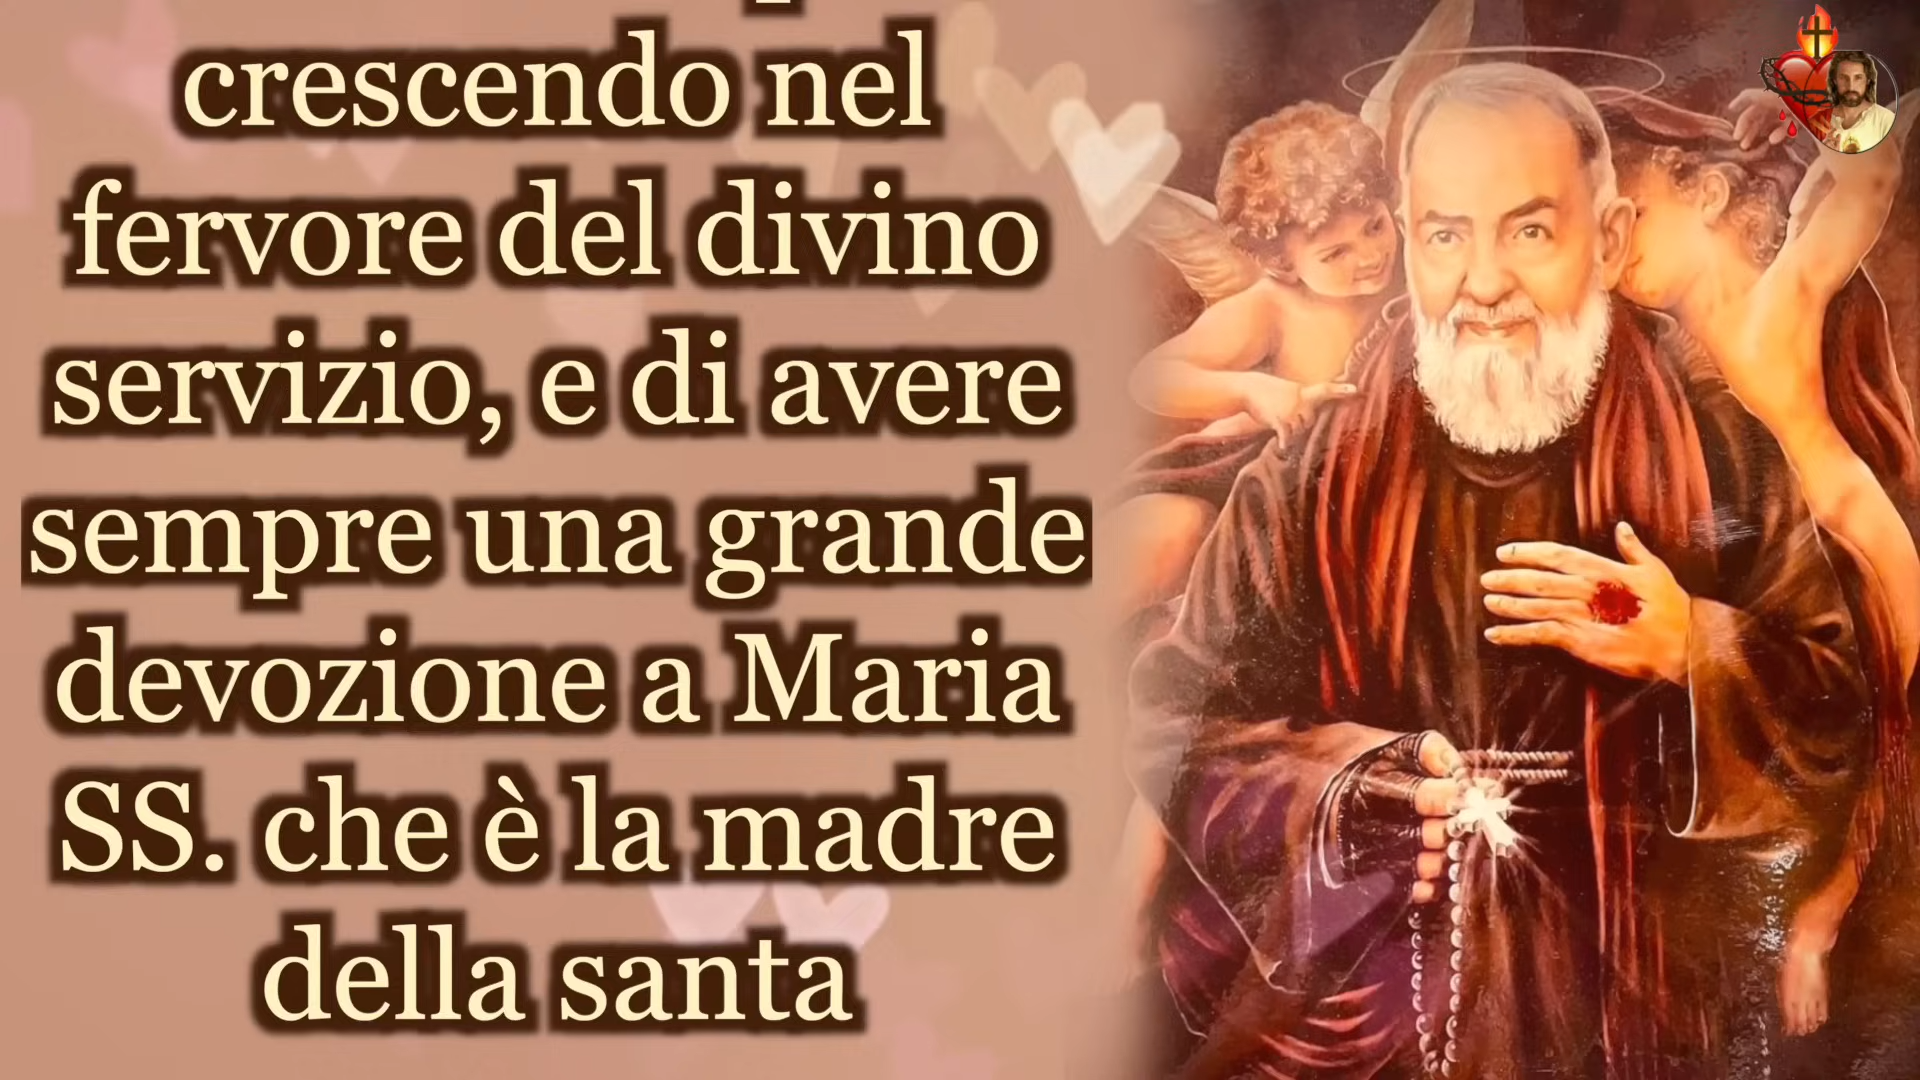 crescendo nel
fervore del divino
servizio, e di avere
sempre una grande
devozione a Maria
SS. che è la madre
della santa